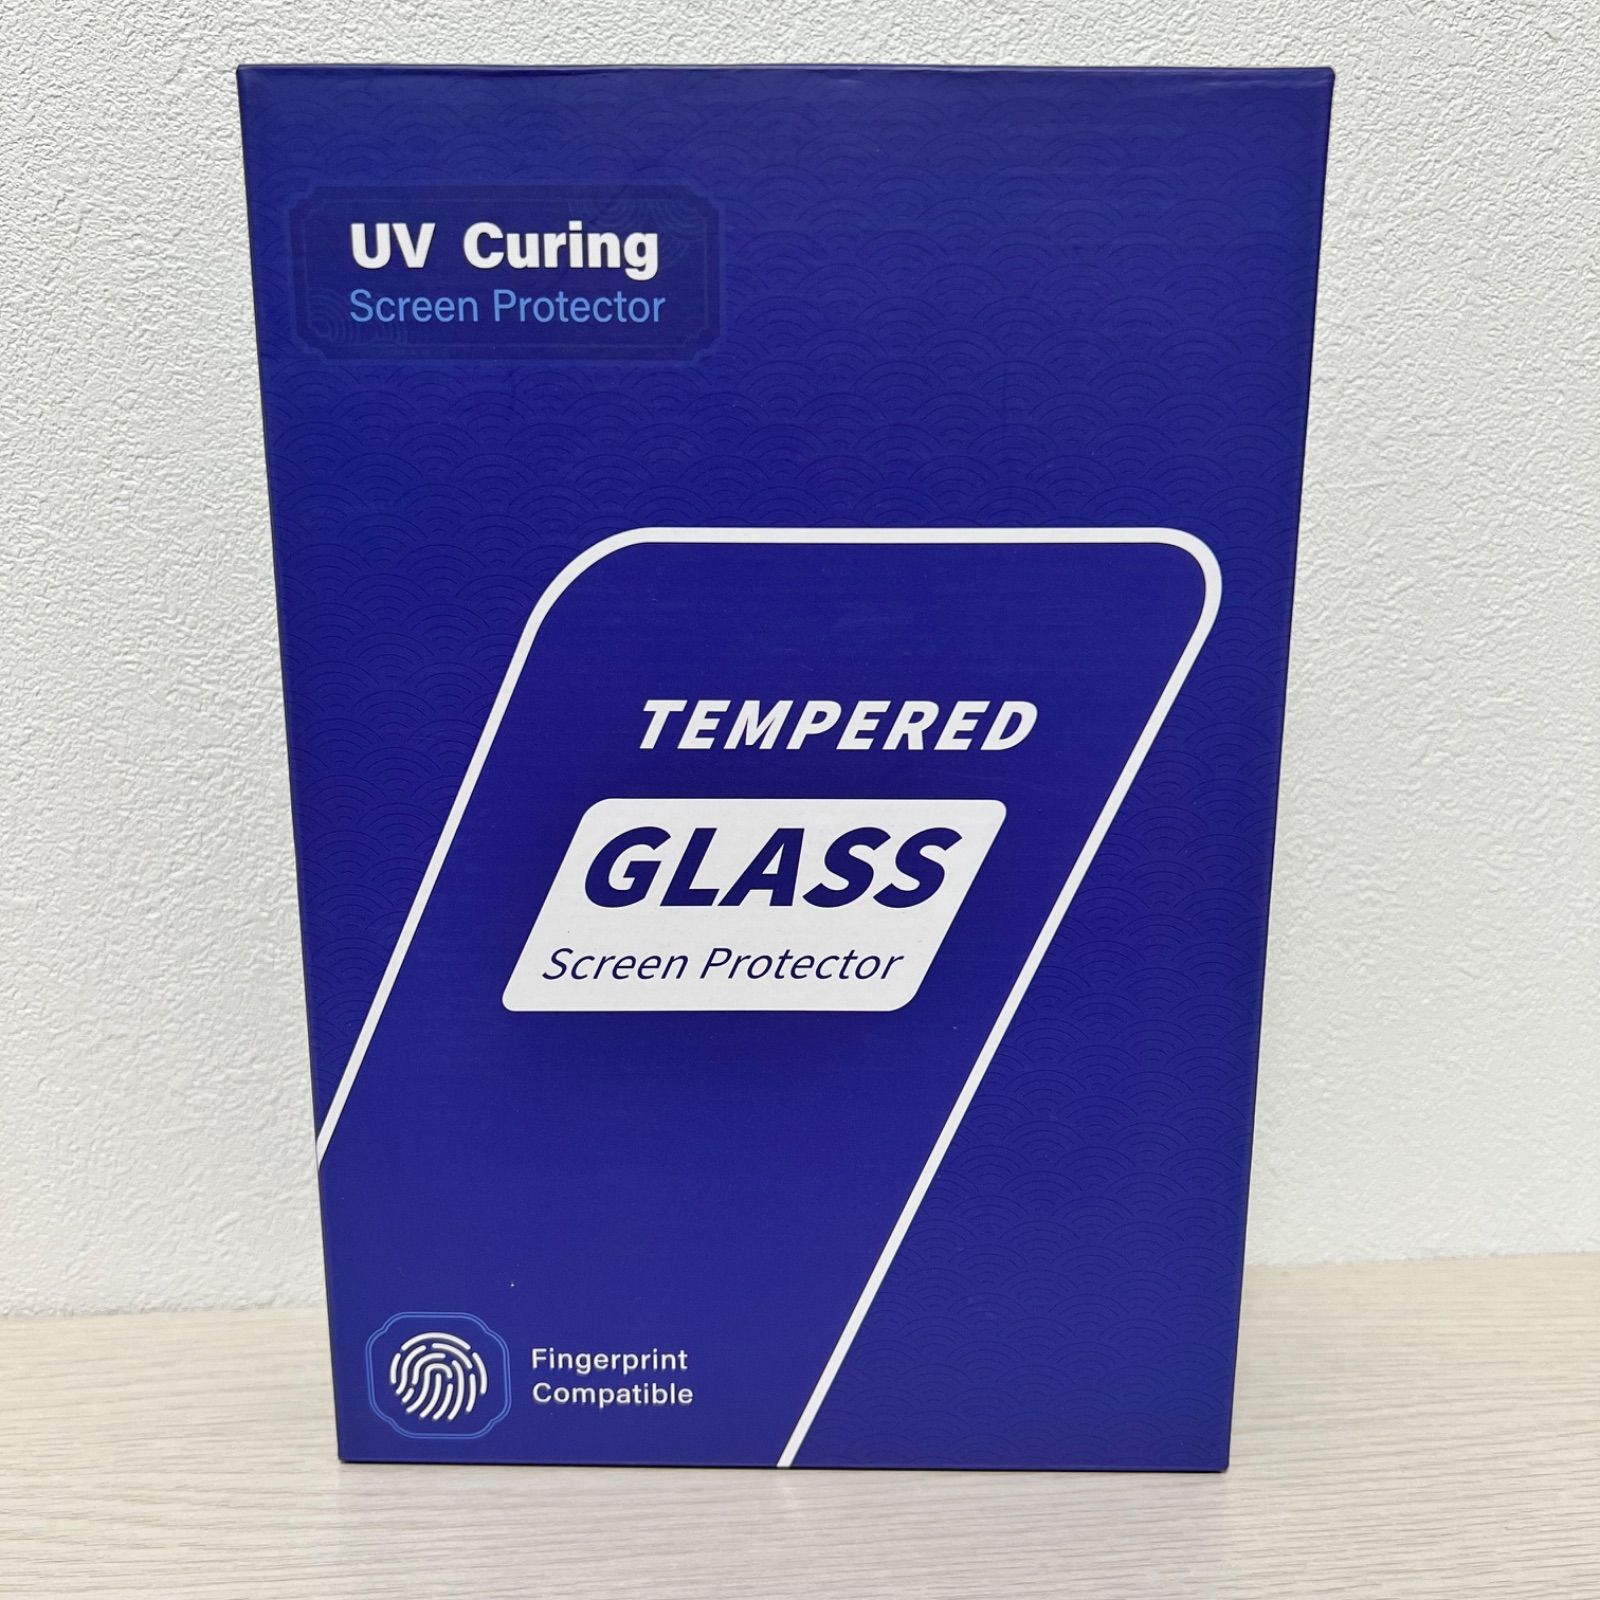 UV Curing
Screen Protector
TEMPERED
GLASS
Screen Protector
Fingerprint
Compatible